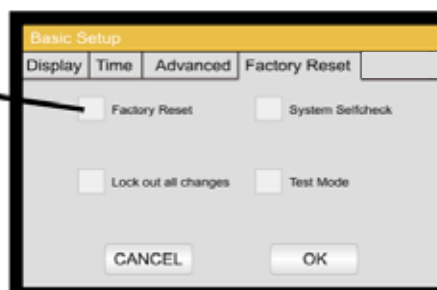 Basic Setup
Display Time Advanced Factory Reset
Factory Reset System Selfcheck
Lock out all changes Test Mode
CANCEL OK